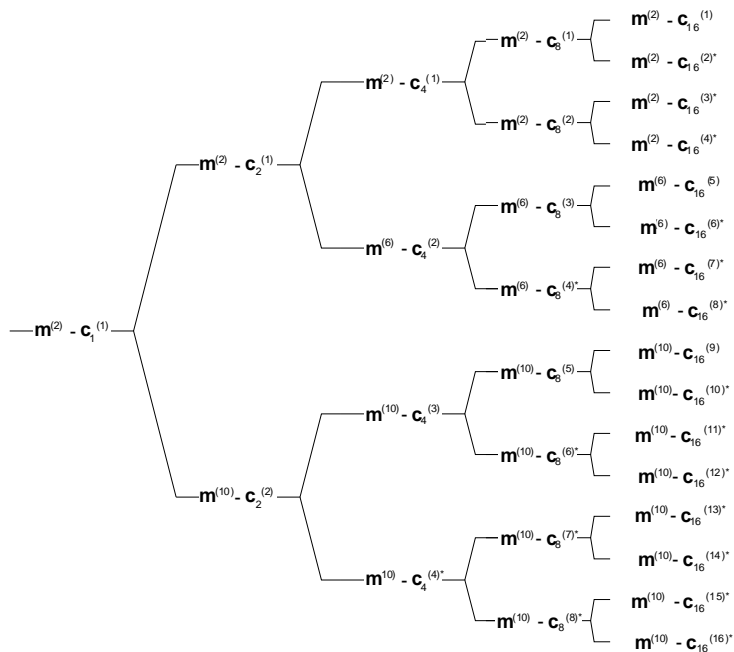 m⁽²⁾ - c₁⁽¹⁾
m⁽²⁾ - c₂⁽¹⁾
m⁽¹⁰⁾ - c₂⁽²⁾
m⁽²⁾ - c₄⁽¹⁾
m⁽⁶⁾ - c₄⁽²⁾
m⁽¹⁰⁾ - c₄⁽³⁾
m¹⁰⁾ - c₄⁽⁴⁾*
m⁽²⁾ - c₈⁽¹⁾
m⁽²⁾ - c₈⁽²⁾
m⁽⁶⁾ - c₈⁽³⁾
m⁽⁶⁾ - c₈⁽⁴⁾*
m⁽¹⁰⁾ - c₈⁽⁵⁾
m⁽¹⁰⁾ - c₈⁽⁶⁾*
m⁽¹⁰⁾ - c₈⁽⁷⁾*
m⁽¹⁰⁾ - c₈⁽⁸⁾*
m⁽²⁾ - c₁₆⁽¹⁾
m⁽²⁾ - c₁₆⁽²⁾*
m⁽²⁾ - c₁₆⁽³⁾*
m⁽²⁾ - c₁₆⁽⁴⁾*
m⁽⁶⁾ - c₁₆⁽⁵⁾
m⁽⁶⁾ - c₁₆⁽⁶⁾*
m⁽⁶⁾ - c₁₆⁽⁷⁾*
m⁽⁶⁾ - c₁₆⁽⁸⁾*
m⁽¹⁰⁾ - c₁₆⁽⁹⁾
m⁽¹⁰⁾ - c₁₆⁽¹⁰⁾*
m⁽¹⁰⁾ - c₁₆⁽¹¹⁾*
m⁽¹⁰⁾ - c₁₆⁽¹²⁾*
m⁽¹⁰⁾ - c₁₆⁽¹³⁾*
m⁽¹⁰⁾ - c₁₆⁽¹⁴⁾*
m⁽¹⁰⁾ - c₁₆⁽¹⁵⁾*
m⁽¹⁰⁾ - c₁₆⁽¹⁶⁾*